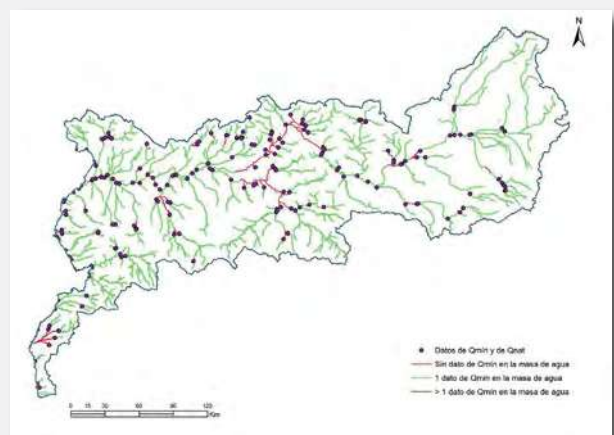 N
Datos de Qmin y de Qnat
Sin dato de Qmin en la masa de agua
1 dato de Qmin en la masa de agua
> 1 dato de Qmin en la masa de agua
0 15 30 60 90 120
Km